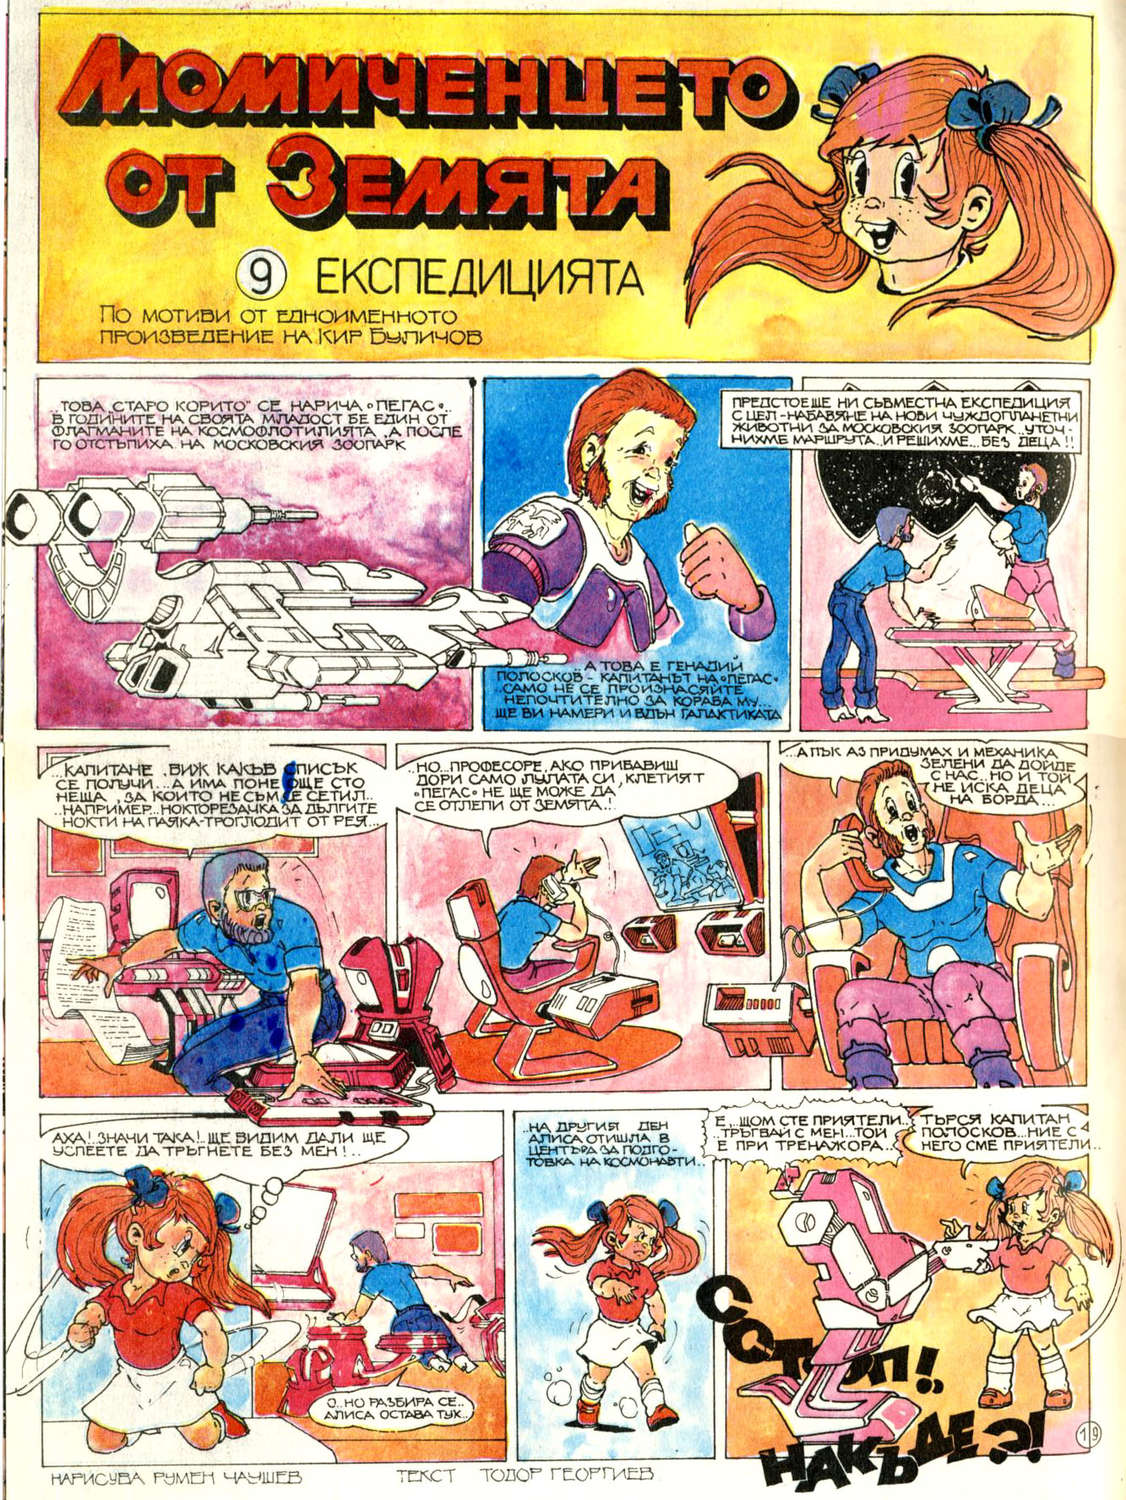 МОМИЧЕНЦЕТО
ОТ ЗЕМЯТА
9 ЕКСПЕДИЦИЯТА
ПО МОТИВИ ОТ ЕДНОИМЕННОТО
ПРОИЗВЕДЕНИЕ НА КИР БУЛИЧОВ
..ТОВА „СТАРО КОРИТО" СЕ НАРИЧА „ПЕГАС"..
В ГОДИНИТЕ НА СВОЯТА МЛАДОСТ БЕ ЕДИН ОТ
ФЛАГМАНИТЕ НА КОСМОФЛОТИЛИЯТА, А ПОСЛЕ
ГО ОТСТЪПИХА НА МОСКОВСКИЯ ЗООПАРК
..А ТОВА Е ГЕНАДИЙ
ПОЛОСКОВ - КАПИТАНЪТ НА „ПЕГАС"
..САМО НЕ СЕ ПРОИЗНАСЯЙТЕ
НЕПОЧТИТЕЛНО ЗА КОРАБА МУ...
ЩЕ ВИ НАМЕРИ И ВДЪН ГАЛАКТИКАТА
ПРЕДСТОЕШЕ НИ СЪВМЕСТНА ЕКСПЕДИЦИЯ
С ЦЕЛ - НАБАВЯНЕ НА НОВИ ЧУЖДОПЛАНЕТНИ
ЖИВОТНИ ЗА МОСКОВСКИЯ ЗООПАРК...УТОЧ-
НИХМЕ МАРШРУТА..И РЕШИХМЕ...БЕЗ ДЕЦА!!
...КАПИТАНЕ, ВИЖ КАКЪВ СПИСЪК
СЕ ПОЛУЧИ...А ИМА ПОНЕ ОЩЕ СТО
НЕЩА, ЗА КОИТО НЕ СЪМ СЕ СЕТИЛ..
..НАПРИМЕР..НОКТОРЕЗАЧКА ЗА ДЪЛГИТЕ
НОКТИ НА ПАЯКА-ТРОГЛОДИТ ОТ РЕЯ...
..НО...ПРОФЕСОРЕ, АКО ПРИБАВИШ
ДОРИ САМО ЛУЛАТА СИ, КЛЕТИЯТ
„ПЕГАС" НЕ ЩЕ МОЖЕ ДА
СЕ ОТЛЕПИ ОТ ЗЕМЯТА.!
...А ПЪК АЗ ПРИДУМАХ И МЕХАНИКА
ЗЕЛЕНИ ДА ДОЙДЕ
С НАС...НО И ТОЙ
НЕ ИСКА ДЕЦА
НА БОРДА...
АХА!..ЗНАЧИ ТАКА!..ЩЕ ВИДИМ ДАЛИ ЩЕ
УСПЕЕТЕ ДА ТРЪГНЕТЕ БЕЗ МЕН!..
О..НО РАЗБИРА СЕ..
АЛИСА ОСТАВА ТУК..
..НА ДРУГИЯ ДЕН
АЛИСА ОТИШЛА В
ЦЕНТЪРА ЗА ПОДГО-
ТОВКА НА КОСМОНАВТИ..
Е, ЩОМ СТЕ ПРИЯТЕЛИ..
..ТРЪГВАЙ С МЕН...ТОЙ
Е ПРИ ТРЕНАЖОРА..
ТЪРСЯ КАПИТАН
ПОЛОСКОВ...НИЕ С
НЕГО СМЕ ПРИЯТЕЛИ..
СТОООП!
НАКЪДЕ?!
19
НАРИСУВА РУМЕН ЧАУШЕВ
ТЕКСТ ТОДОР ГЕОРГИЕВ